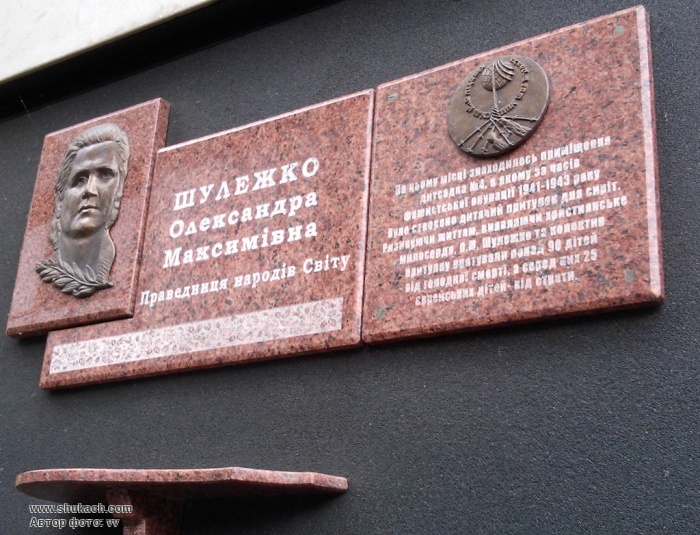 ШУЛЕЖКО
Олександра
Максимівна
Праведниця народів Світу
На цьому місці знаходилось приміщення
дитсадка №4, в якому за часів
фашистської окупації 1941-1943 року
було створено дитячий притулок для сиріт.
Ризикуючи життям, виявляючи християнське
милосердя, О.М. Шулежко та колектив
притулку врятували понад 90 дітей
від голодної смерті, а серед них 25
єврейських дітей- від страти.
www.shukach.com
Автор фото: vv